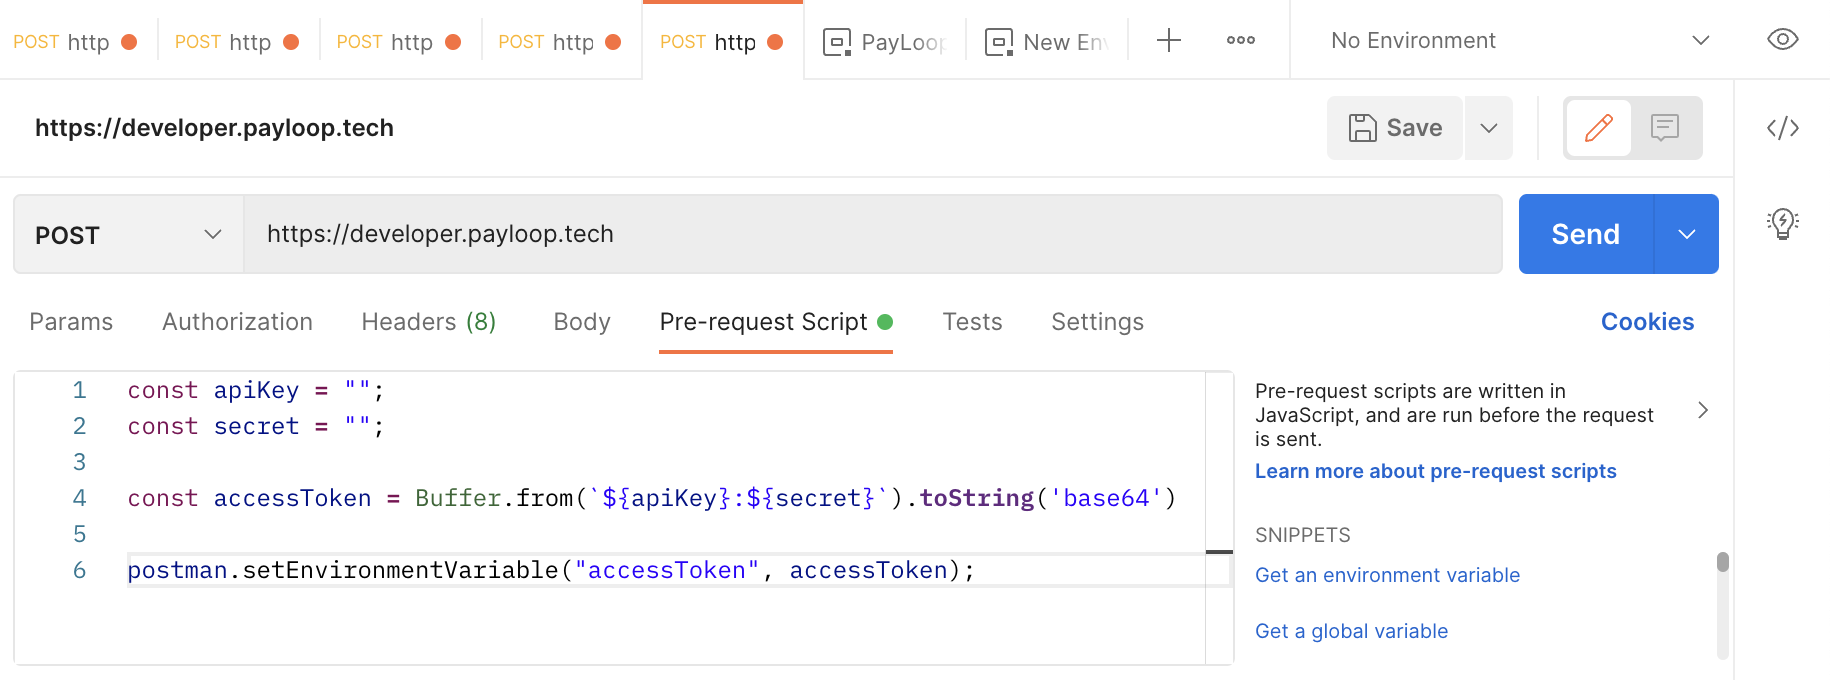 POST http POST http POST http POST http POST http PayLoop New En No Environment
https://developer.payloop.tech Save
POST https://developer.payloop.tech Send
Params Authorization Headers (8) Body Pre-request Script Tests Settings Cookies
1 const apiKey = "";
2 const secret = "";
3
4 const accessToken = Buffer.from(`${apiKey}:${secret}`).toString('base64')
5
6 postman.setEnvironmentVariable("accessToken", accessToken);
Pre-request scripts are written in
JavaScript, and are run before the request
is sent.
Learn more about pre-request scripts
SNIPPETS
Get an environment variable
Get a global variable